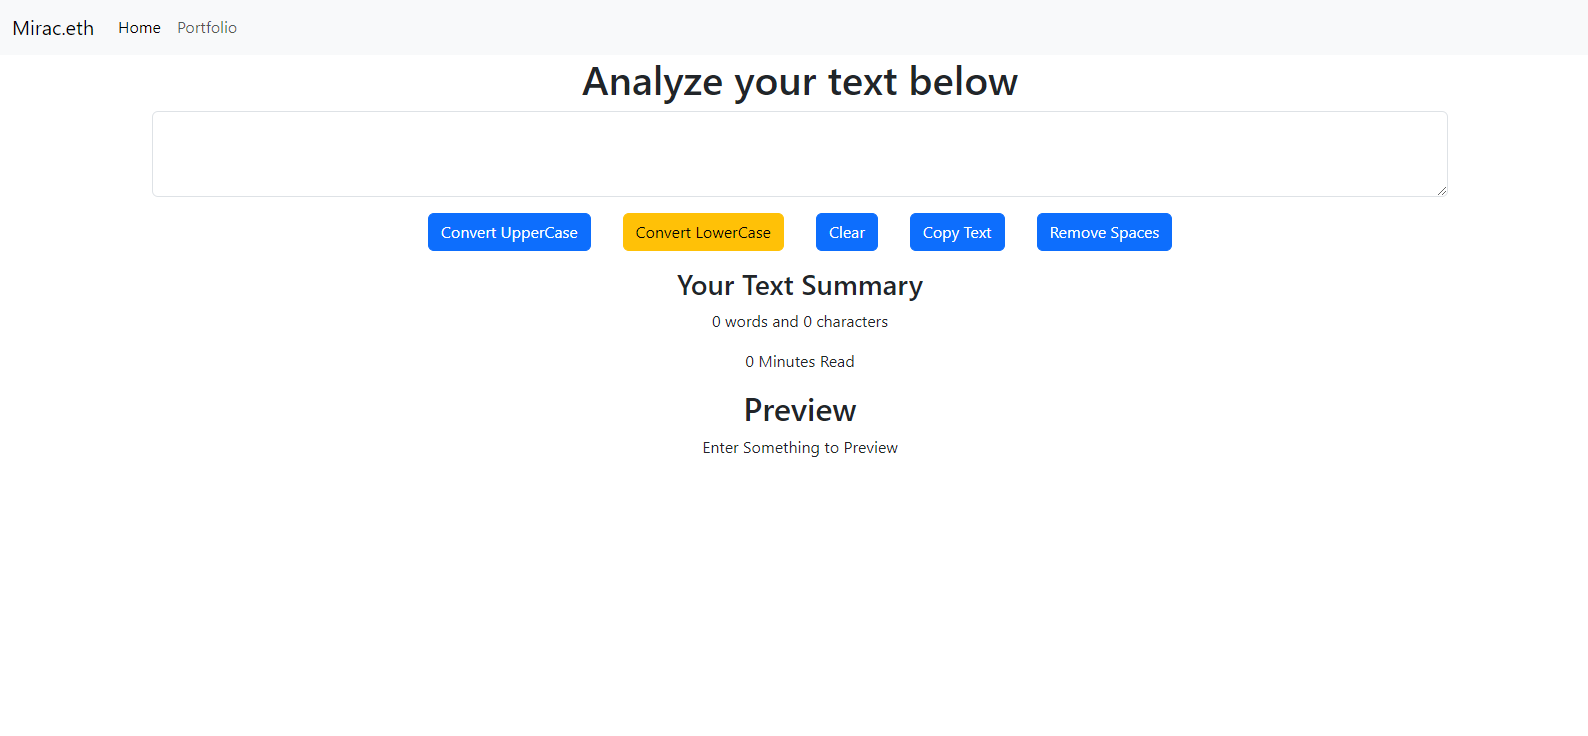 Mirac.eth Home Portfolio
Analyze your text below
Convert UpperCase Convert LowerCase Clear Copy Text Remove Spaces
Your Text Summary
0 words and 0 characters
0 Minutes Read
Preview
Enter Something to Preview